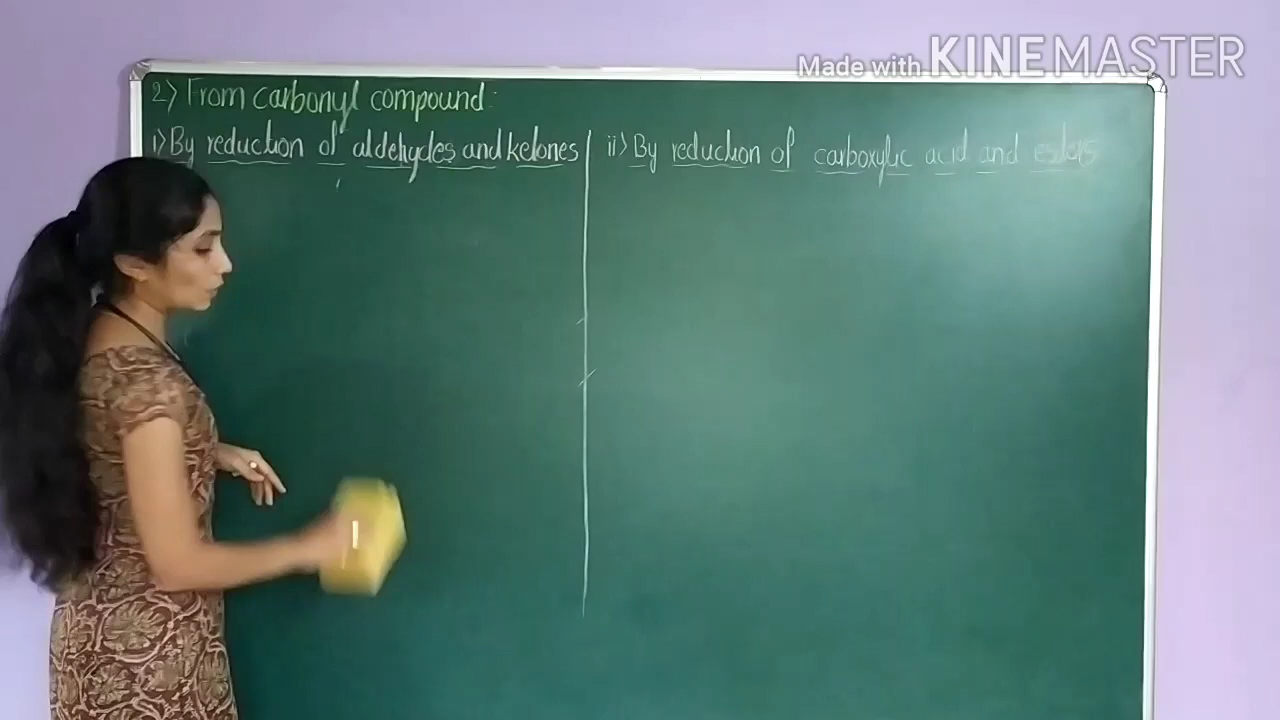 Made with KINEMASTER
2) From carbonyl compound:
i) By reduction of aldehydes and ketones
ii) By reduction of carboxylic acid and esters